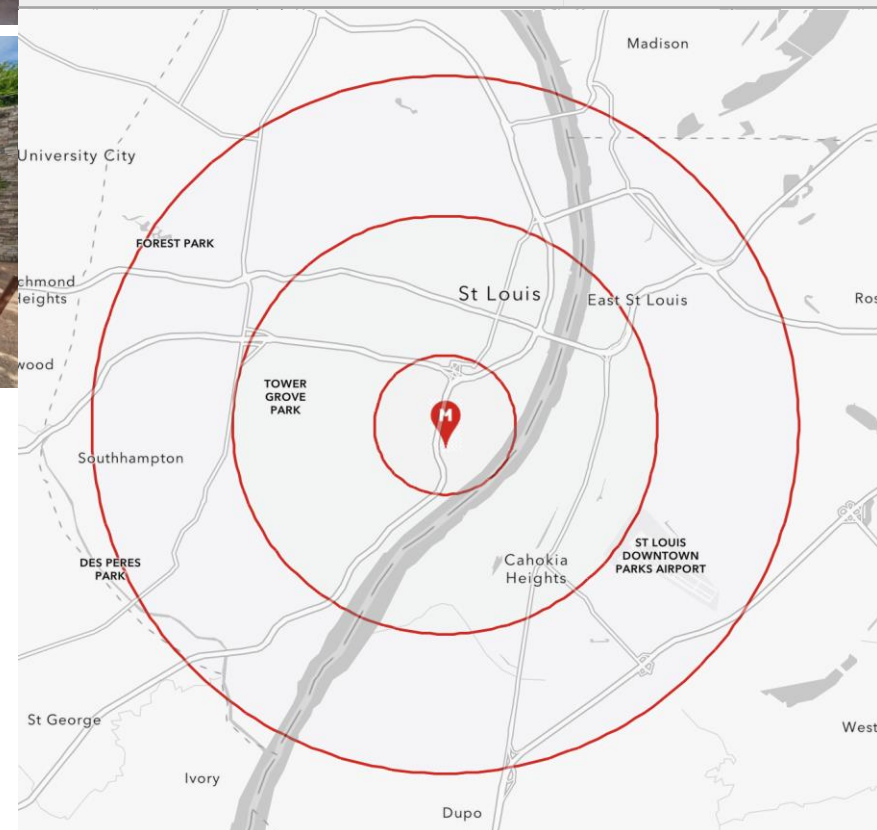 Madison
University City
FOREST PARK
chmond
Heights
St Louis
East St Louis
Ros
wood
TOWER
GROVE
PARK
M
Southhampton
DES PERES
PARK
Cahokia
Heights
ST LOUIS
DOWNTOWN
PARKS AIRPORT
St George
West
Ivory
Dupo